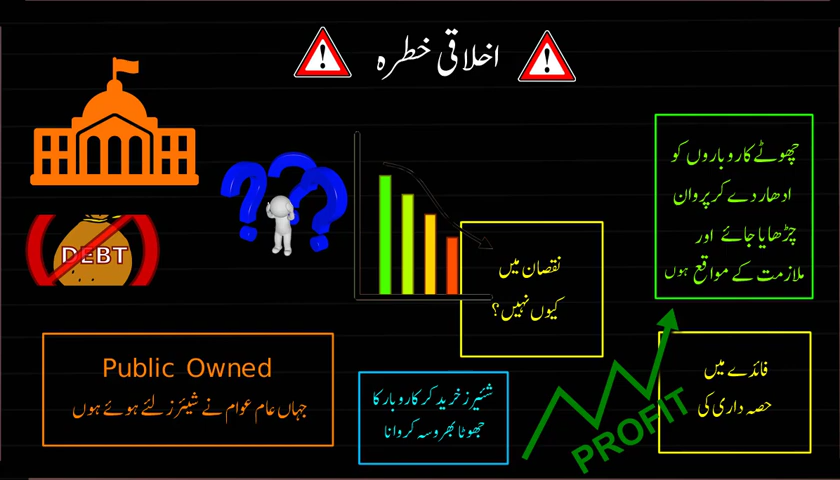 اخلاقی خطرہ
چھوٹے کاروباروں کو
ادھار دے کر پروان
چڑھایا جائے اور
ملازمت کے مواقع ہوں
DEBT
نقصان میں
کیوں نہیں؟
Public Owned
جہاں عام عوام نے شیئرز لئے ہوئے ہوں
شئیرز خرید کر کاروبار کا
جھوٹا بھروسہ کروانا
PROFIT
فائدے میں
حصہ داری کی